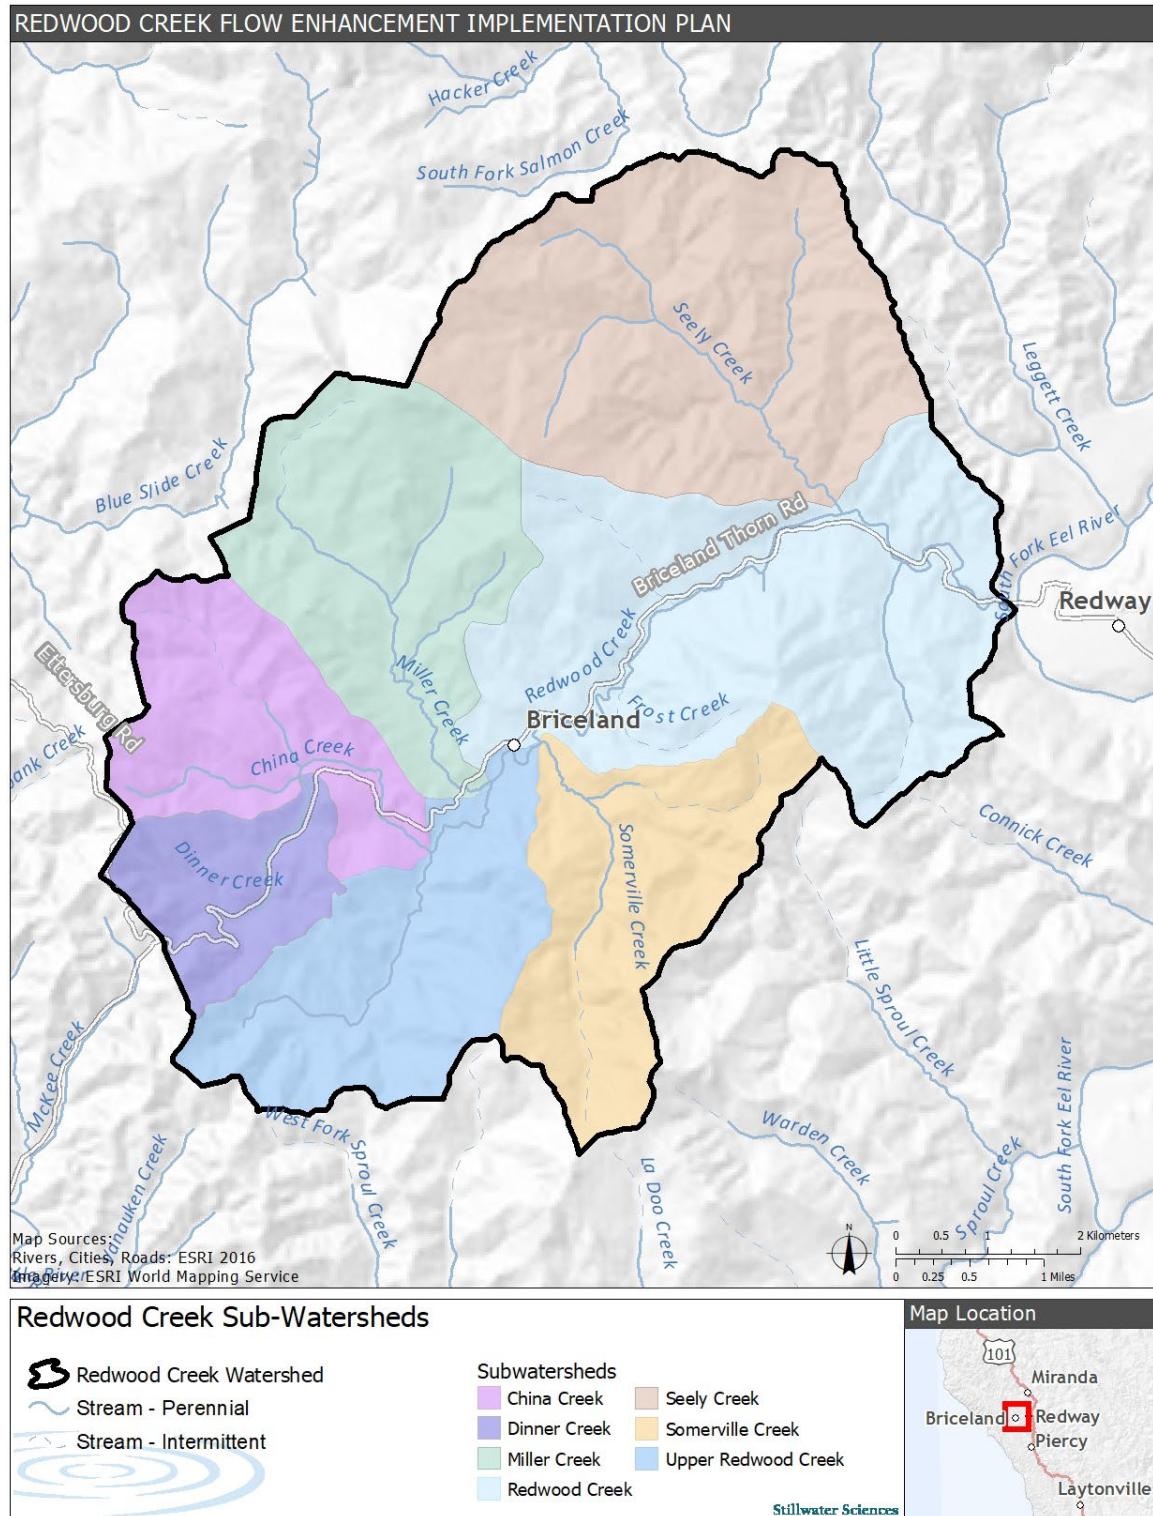 REDWOOD CREEK FLOW ENHANCEMENT IMPLEMENTATION PLAN
Hacker Creek
South Fork Salmon Creek
Seely Creek
Leggett Creek
Blue Slide Creek
Briceland Thorn Rd
South Fork Eel River
Redway
Ettersburg Rd
Miller Creek
Redwood Creek
Frost Creek
Briceland
China Creek
Dinner Creek
Somerville Creek
Connick Creek
Little Sproul Creek
McKee Creek
West Fork Sproul Creek
Vanauken Creek
La Doo Creek
Warden Creek
Sproul Creek
South Fork Eel River
Map Sources:
Rivers, Cities, Roads: ESRI 2016
Imagery: ESRI World Mapping Service
N
0 0.5 1 2 Kilometers
0 0.25 0.5 1 Miles
Redwood Creek Sub-Watersheds
Redwood Creek Watershed
Stream - Perennial
Stream - Intermittent
Subwatersheds
China Creek
Dinner Creek
Miller Creek
Redwood Creek
Seely Creek
Somerville Creek
Upper Redwood Creek
Stillwater Sciences
Map Location
101
Miranda
Briceland
Redway
Piercy
Laytonville